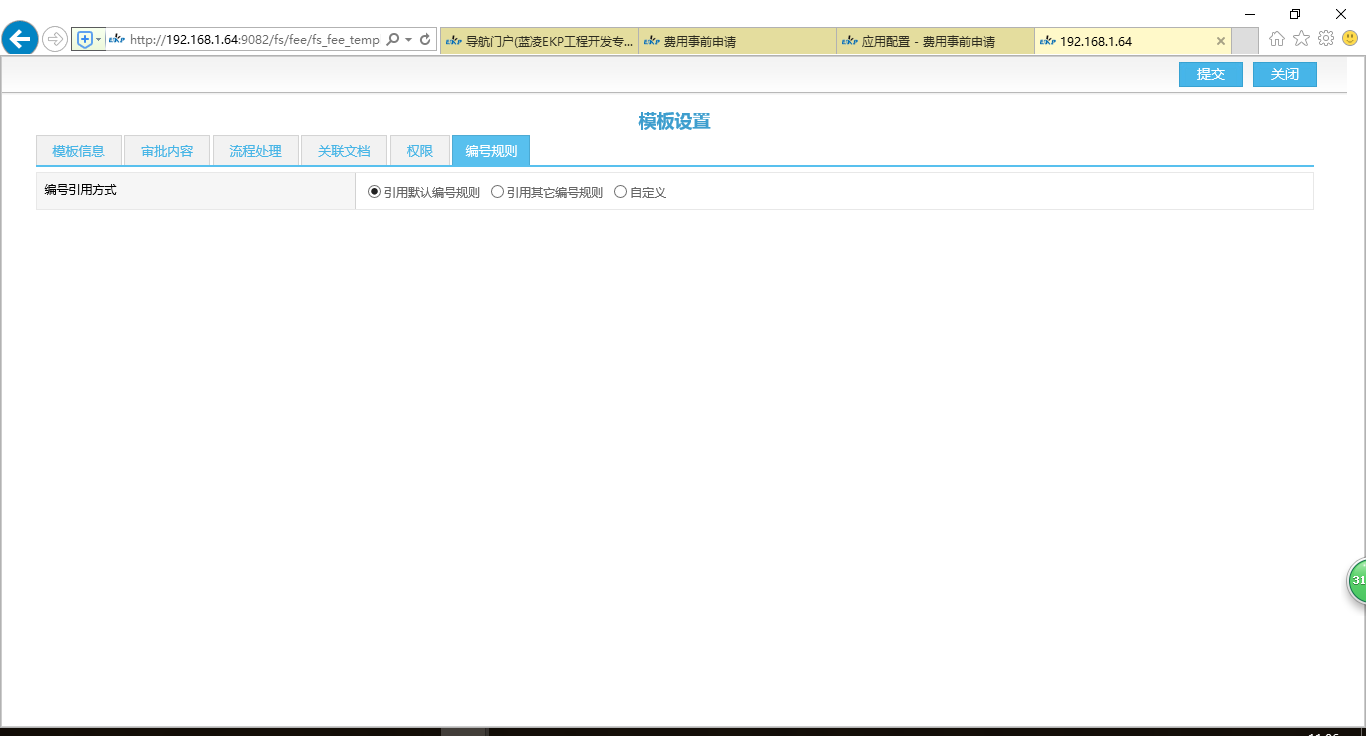 http://192.168.1.64:9082/fs/fee/fs_fee_temp
EKP 导航门户(蓝凌EKP工程开发专...
EKP 费用事前申请
EKP 应用配置 - 费用事前申请
EKP 192.168.1.64
提交 关闭
模板设置
模板信息 审批内容 流程处理 关联文档 权限 编号规则
编号引用方式 引用默认编号规则 引用其它编号规则 自定义
31